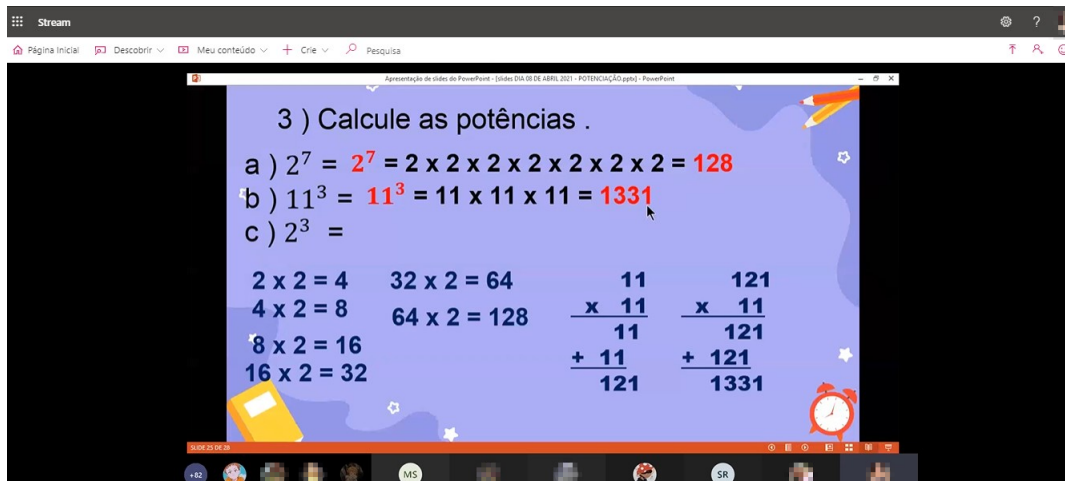 Stream
?
Página Inicial Descobrir Meu conteúdo Crie Pesquisa
Apresentação de slides do PowerPoint - [slides DIA 08 DE ABRIL 2021 - POTENCIAÇÃO.pptx] - PowerPoint
3 ) Calcule as potências .
a ) 2⁷ = 2⁷ = 2 x 2 x 2 x 2 x 2 x 2 x 2 = 128
b ) 11³ = 11³ = 11 x 11 x 11 = 1331
c ) 2³ =
2 x 2 = 4
4 x 2 = 8
8 x 2 = 16
16 x 2 = 32
32 x 2 = 64
64 x 2 = 128
11
x 11
11
+ 11
121
121
x 11
121
+ 121
1331
SLIDE 25 DE 29
+82 MS SR